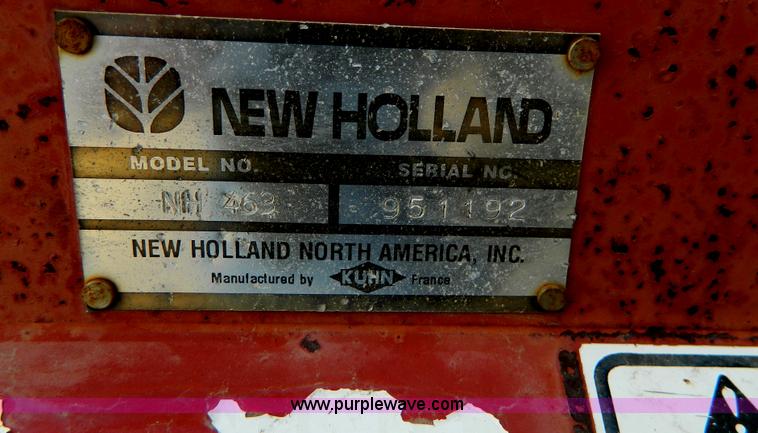 NEW HOLLAND
MODEL NO. SERIAL NO.
NH 463 951192
NEW HOLLAND NORTH AMERICA, INC.
Manufactured by KUHN France
www.purplewave.com